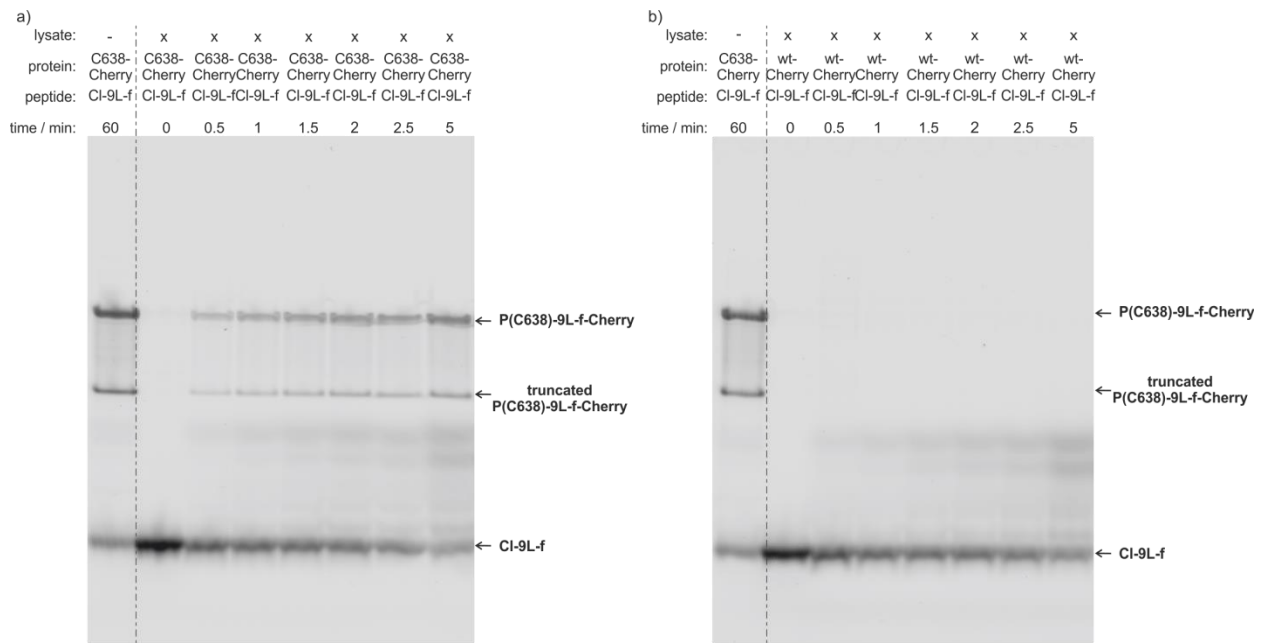 a)
lysate: - x x x x x x x
protein: C638- C638- C638- C638- C638- C638- C638- C638-
Cherry Cherry Cherry Cherry Cherry Cherry Cherry Cherry
peptide: Cl-9L-f Cl-9L-f Cl-9L-f Cl-9L-f Cl-9L-f Cl-9L-f Cl-9L-f Cl-9L-f
time / min: 60 0 0.5 1 1.5 2 2.5 5
← P(C638)-9L-f-Cherry
← truncated
P(C638)-9L-f-Cherry
← Cl-9L-f
b)
lysate: - x x x x x x x
protein: C638- wt- wt- wt- wt- wt- wt- wt-
Cherry Cherry Cherry Cherry Cherry Cherry Cherry Cherry
peptide: Cl-9L-f Cl-9L-f Cl-9L-f Cl-9L-f Cl-9L-f Cl-9L-f Cl-9L-f Cl-9L-f
time / min: 60 0 0.5 1 1.5 2 2.5 5
← P(C638)-9L-f-Cherry
← truncated
P(C638)-9L-f-Cherry
← Cl-9L-f